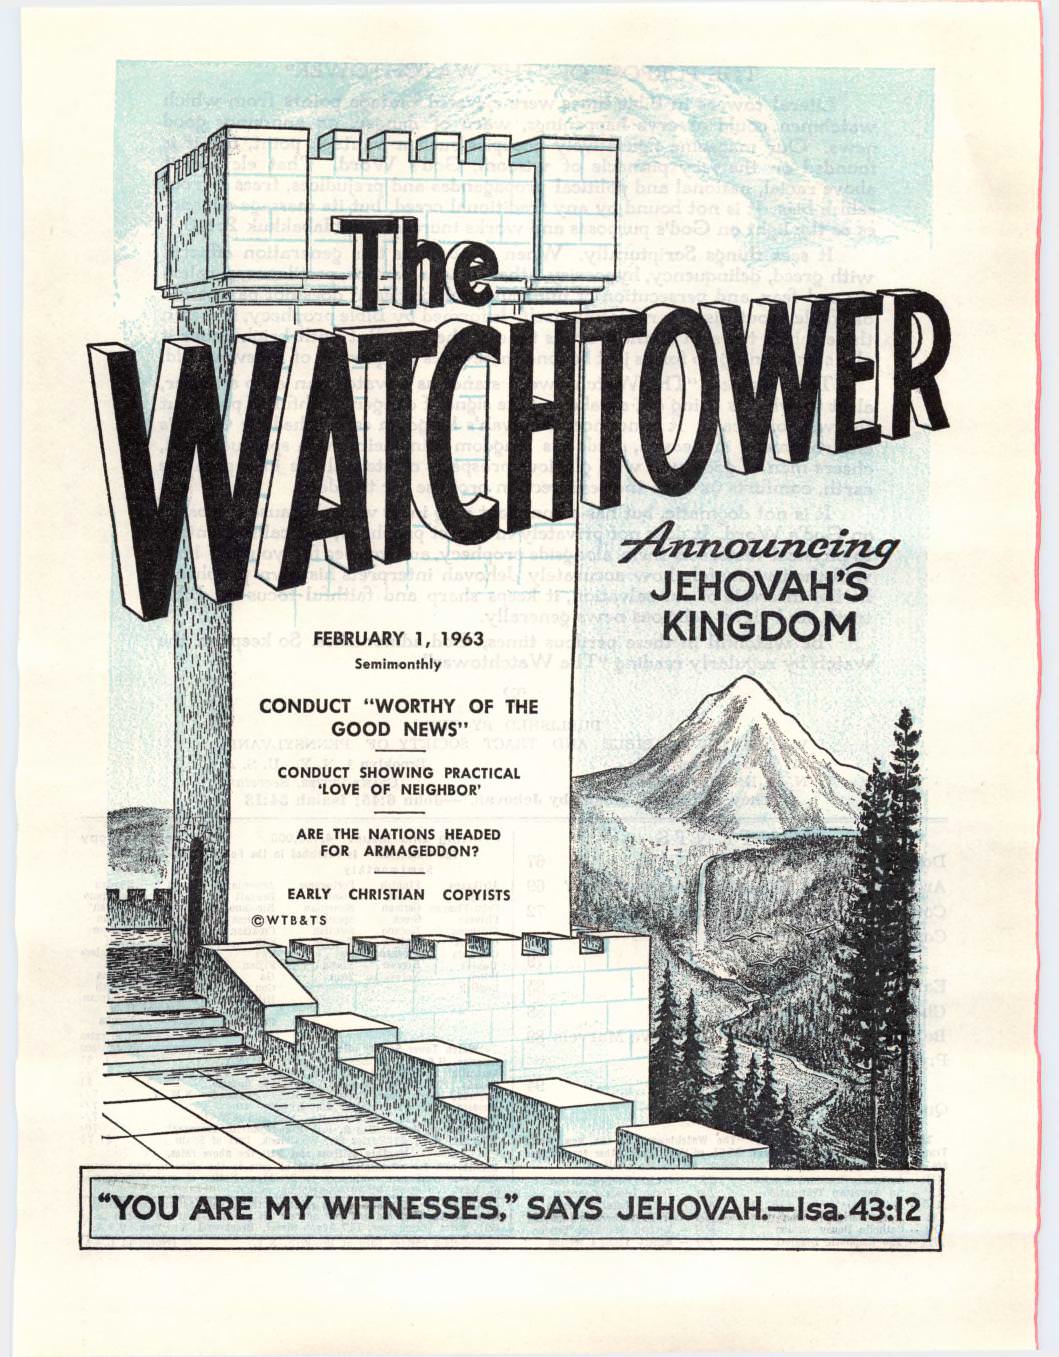 The
WATCHTOWER
Announcing
JEHOVAH'S
KINGDOM
FEBRUARY 1, 1963
Semimonthly
CONDUCT "WORTHY OF THE
GOOD NEWS"
CONDUCT SHOWING PRACTICAL
'LOVE OF NEIGHBOR'
ARE THE NATIONS HEADED
FOR ARMAGEDDON?
EARLY CHRISTIAN COPYISTS
©WTB&TS
"YOU ARE MY WITNESSES," SAYS JEHOVAH.—Isa. 43:12